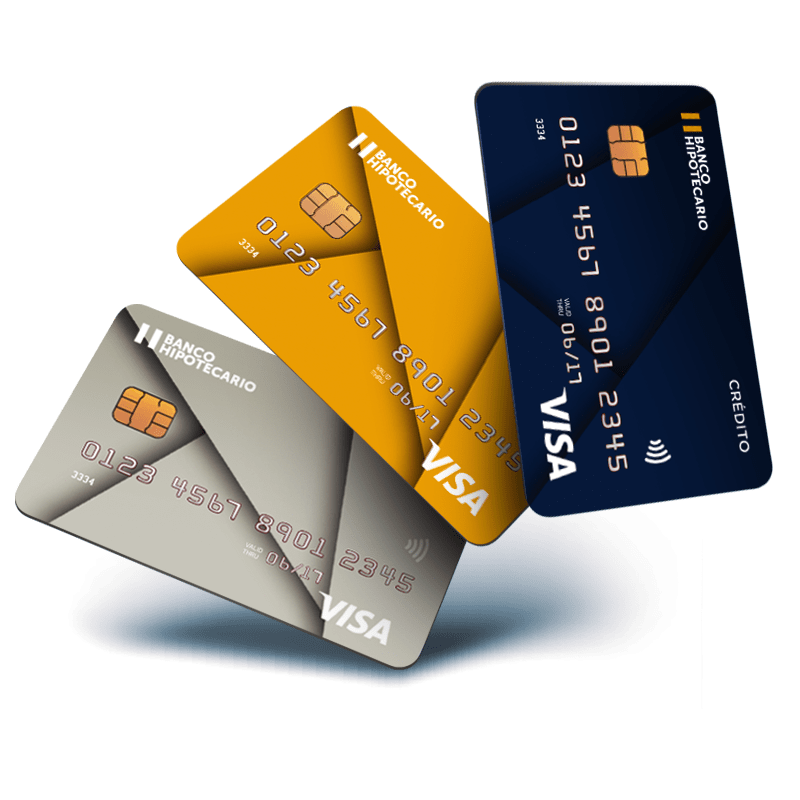 BANCO
HIPOTECARIO
0123 4567 8901 2345
3334
VALID
THRU
06/17
VISA
BANCO
HIPOTECARIO
0123 4567 8901 2345
3334
VALID
THRU
06/17
VISA
BANCO
HIPOTECARIO
0123 4567 8901 2345
3334
VALID
THRU
06/17
CRÉDITO
VISA